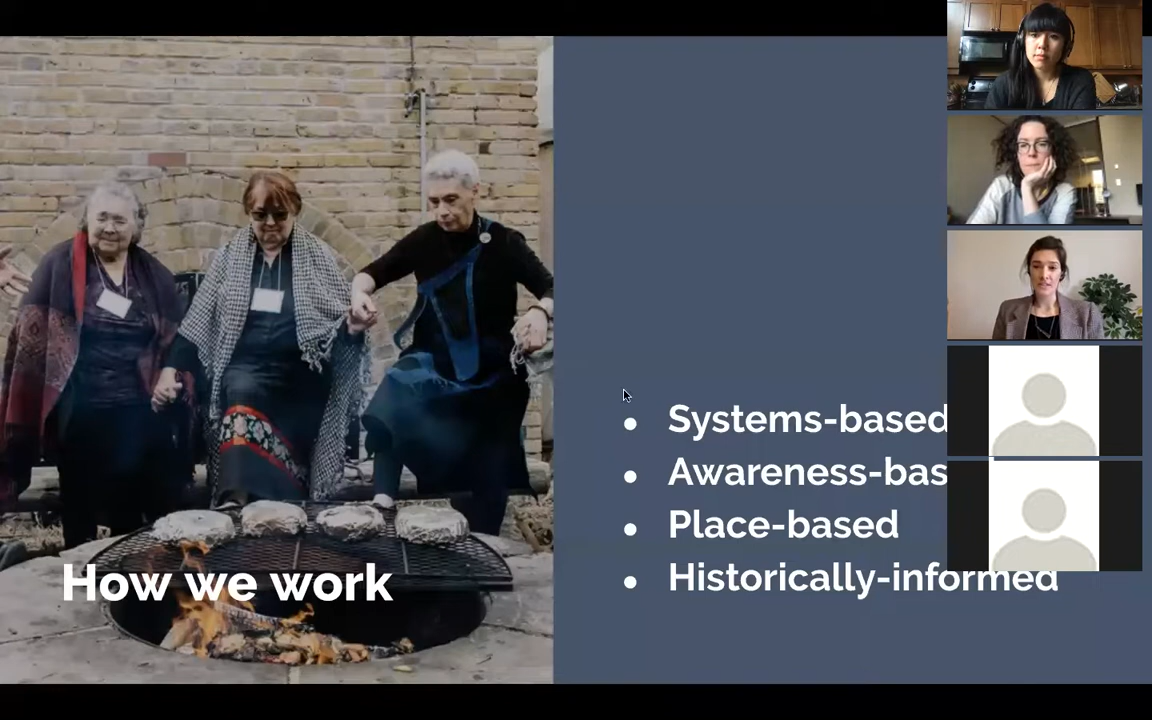 How we work
Systems-based
Awareness-bas
Place-based
Historically-informed